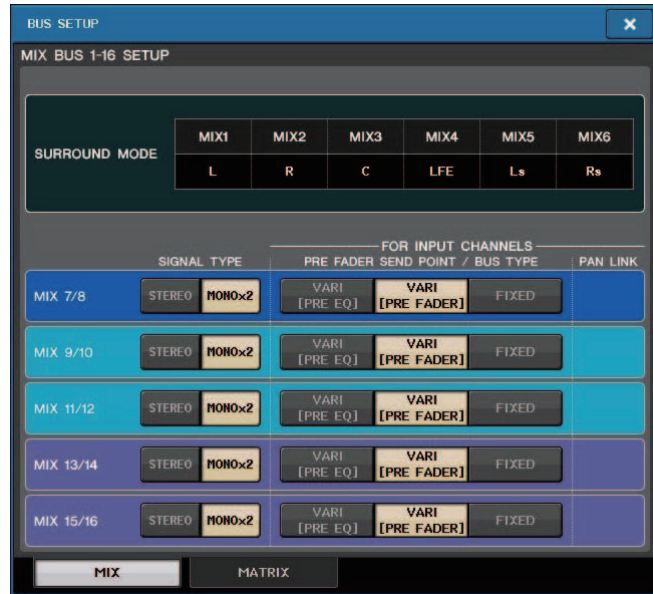 BUS SETUP ×
MIX BUS 1-16 SETUP
SURROUND MODE
MIX1 MIX2 MIX3 MIX4 MIX5 MIX6
L R C LFE Ls Rs
FOR INPUT CHANNELS
SIGNAL TYPE PRE FADER SEND POINT / BUS TYPE PAN LINK
MIX 7/8 STEREO MONOx2 VARI [PRE EQ] VARI [PRE FADER] FIXED
MIX 9/10 STEREO MONOx2 VARI [PRE EQ] VARI [PRE FADER] FIXED
MIX 11/12 STEREO MONOx2 VARI [PRE EQ] VARI [PRE FADER] FIXED
MIX 13/14 STEREO MONOx2 VARI [PRE EQ] VARI [PRE FADER] FIXED
MIX 15/16 STEREO MONOx2 VARI [PRE EQ] VARI [PRE FADER] FIXED
MIX MATRIX